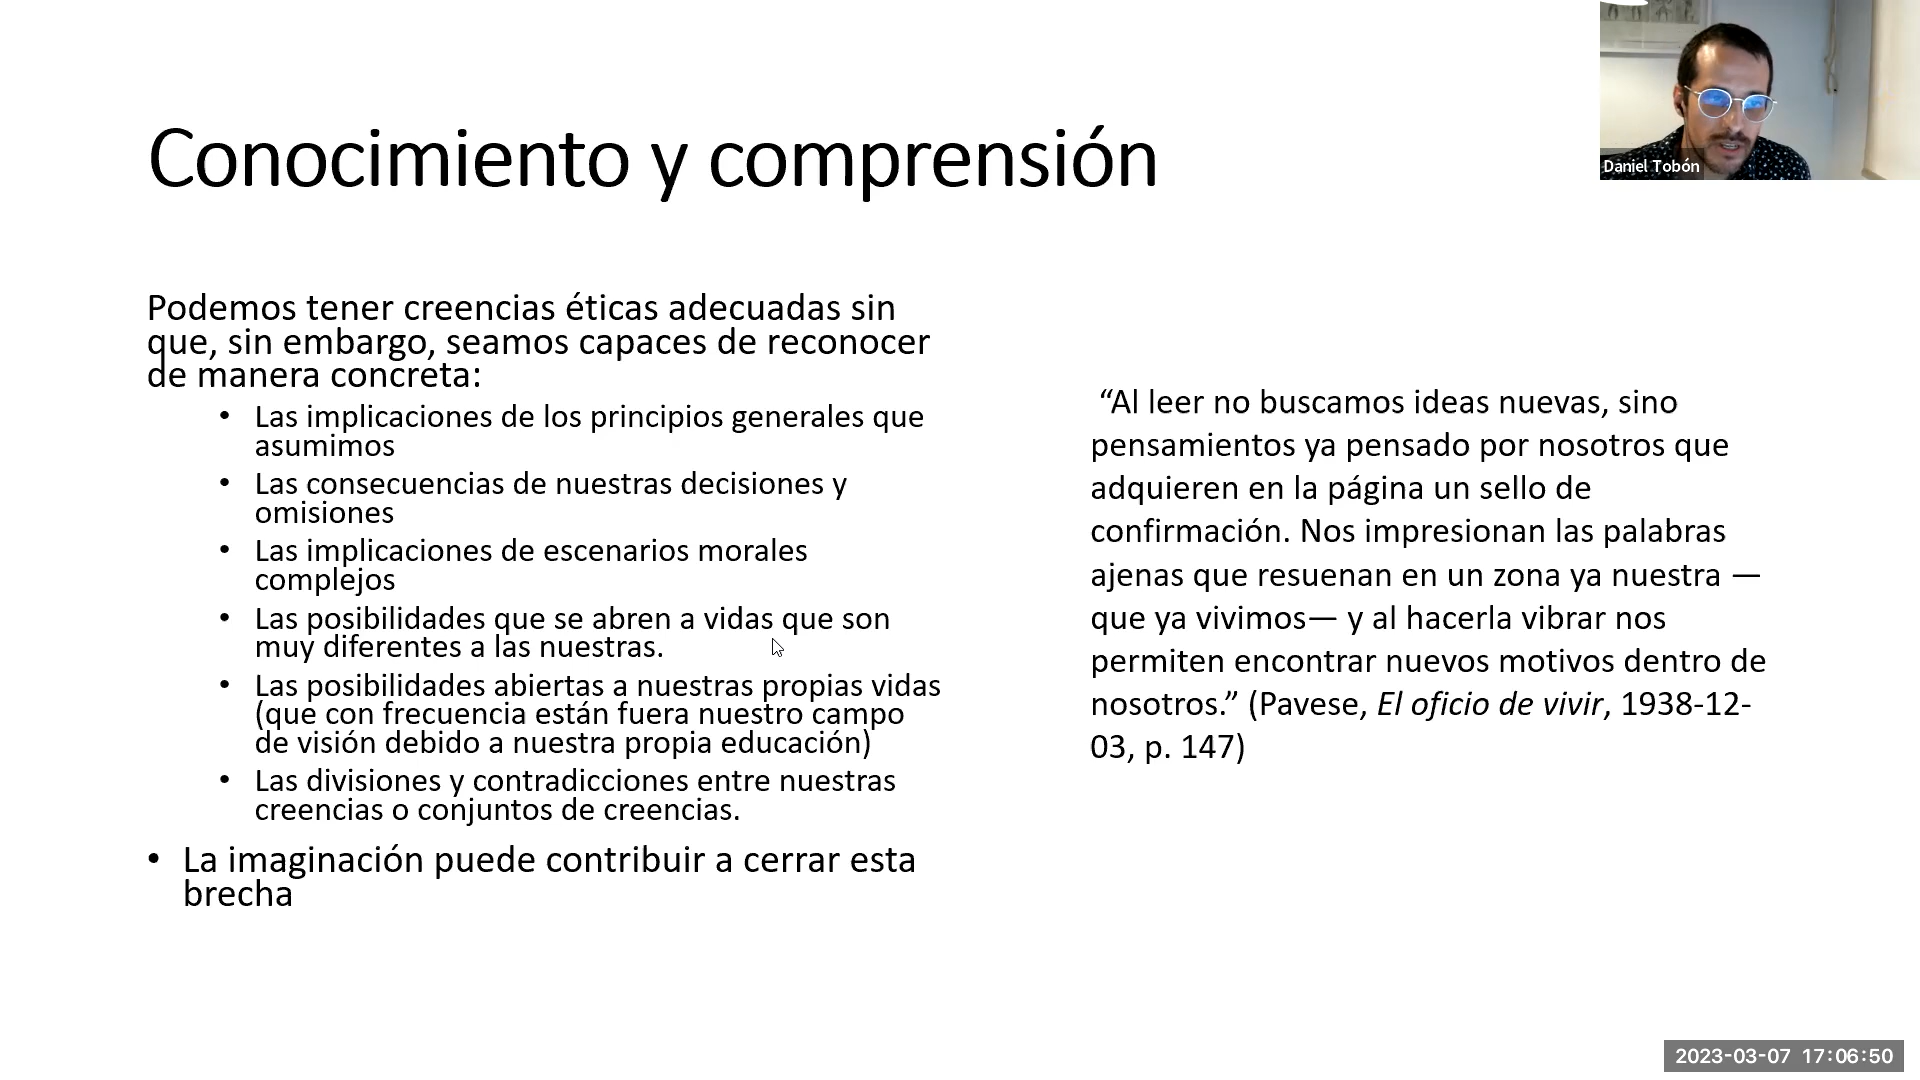 Conocimiento y comprensión
Podemos tener creencias éticas adecuadas sin
que, sin embargo, seamos capaces de reconocer
de manera concreta:
• Las implicaciones de los principios generales que
asumimos
• Las consecuencias de nuestras decisiones y
omisiones
• Las implicaciones de escenarios morales
complejos
• Las posibilidades que se abren a vidas que son
muy diferentes a las nuestras.
• Las posibilidades abiertas a nuestras propias vidas
(que con frecuencia están fuera nuestro campo
de visión debido a nuestra propia educación)
• Las divisiones y contradicciones entre nuestras
creencias o conjuntos de creencias.
• La imaginación puede contribuir a cerrar esta
brecha
“Al leer no buscamos ideas nuevas, sino
pensamientos ya pensado por nosotros que
adquieren en la página un sello de
confirmación. Nos impresionan las palabras
ajenas que resuenan en un zona ya nuestra —
que ya vivimos— y al hacerla vibrar nos
permiten encontrar nuevos motivos dentro de
nosotros.” (Pavese, El oficio de vivir, 1938-12-
03, p. 147)
Daniel Tobón
2023-03-07 17:06:50